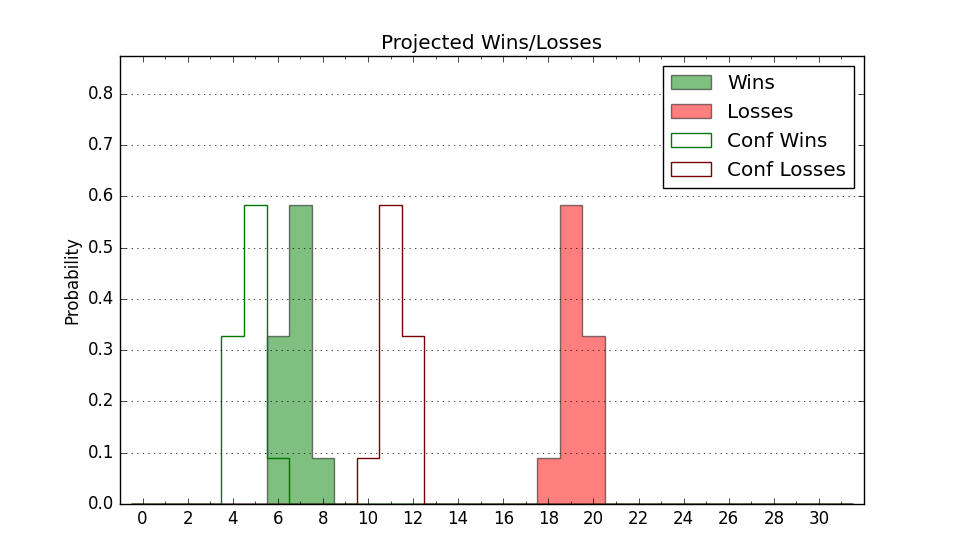 Projected Wins/Losses
Wins
Losses
Conf Wins
Conf Losses
Probability
0.8
0.7
0.6
0.5
0.4
0.3
0.2
0.1
0.0
0 2 4 6 8 10 12 14 16 18 20 22 24 26 28 30